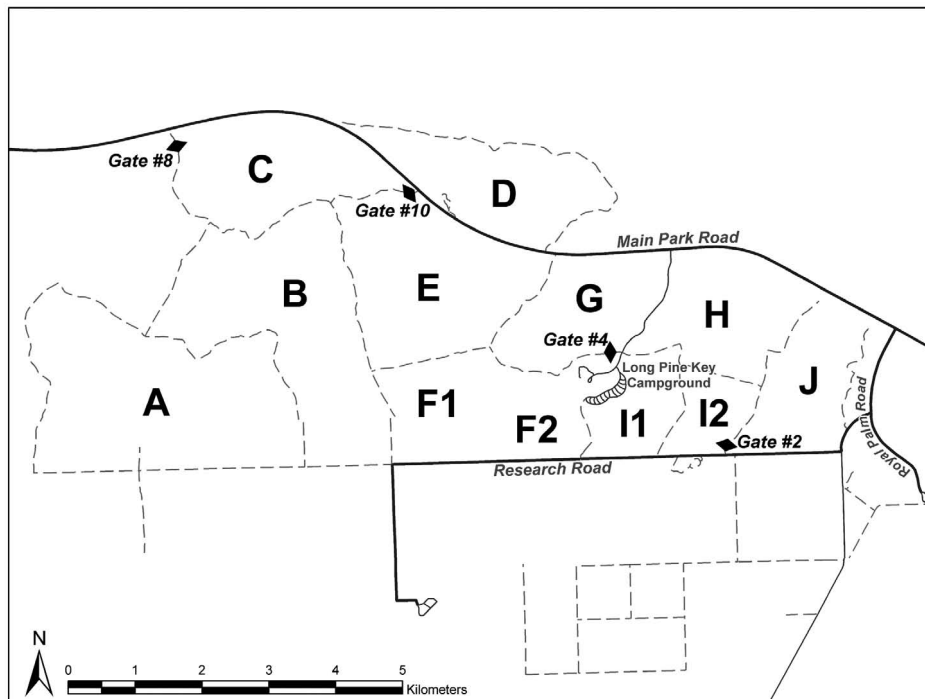 C
Gate #8
D
Gate #10
Main Park Road
B
E
G
H
Gate #4
Long Pine Key
Campground
J
A
F1
F2
I1
I2
Gate #2
Royal Palm Road
Research Road
N
0 1 2 3 4 5
Kilometers